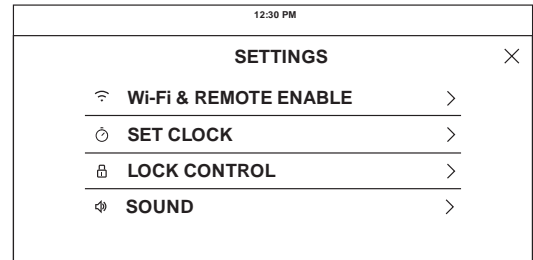 12:30 PM
SETTINGS
Wi-Fi & REMOTE ENABLE
SET CLOCK
LOCK CONTROL
SOUND